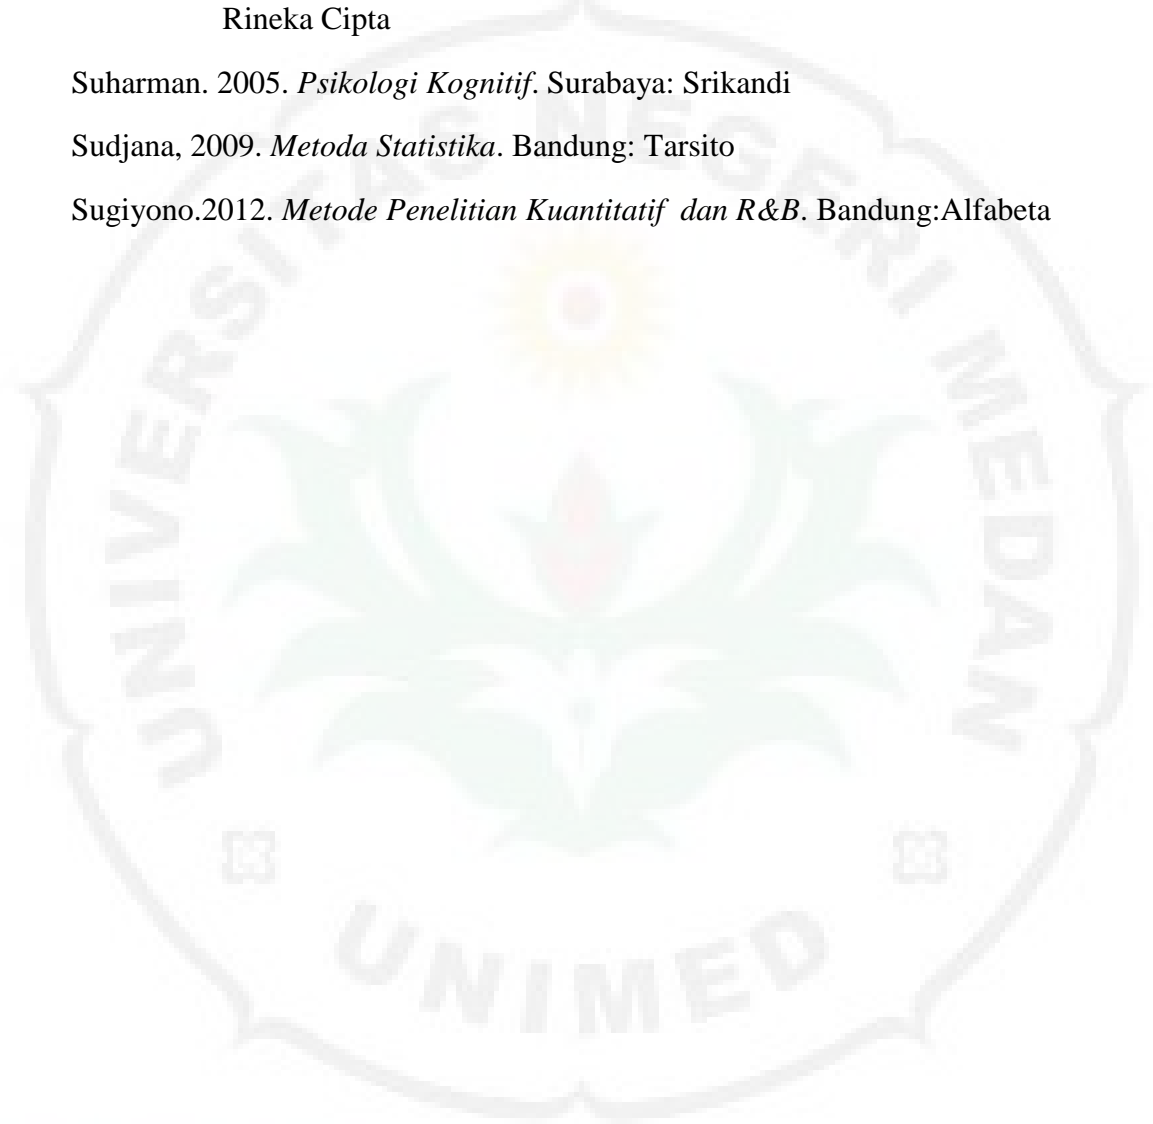 Rineka Cipta
Suharman. 2005. Psikologi Kognitif. Surabaya: Srikandi
Sudjana, 2009. Metoda Statistika. Bandung: Tarsito
Sugiyono.2012. Metode Penelitian Kuantitatif  dan R&B. Bandung:Alfabeta
UNIVERSITAS NEGERI MEDAN
UNIMED